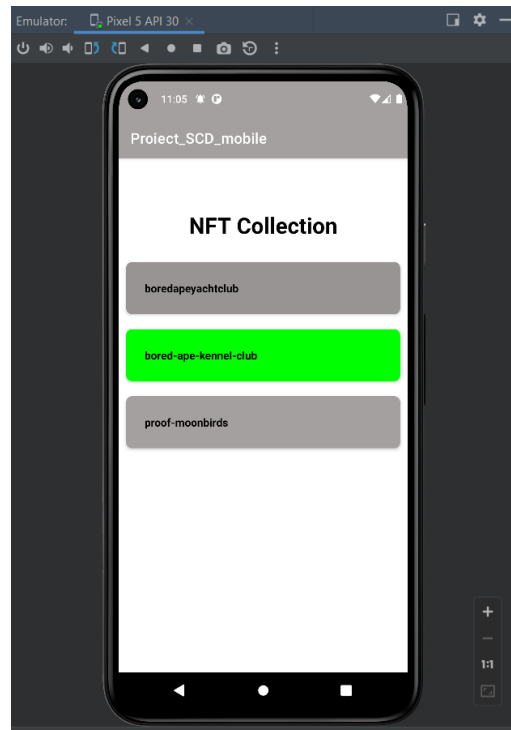 Emulator: Pixel 5 API 30
11:05
Proiect_SCD_mobile
NFT Collection
boredapeyachtclub
bored-ape-kennel-club
proof-moonbirds
1:1